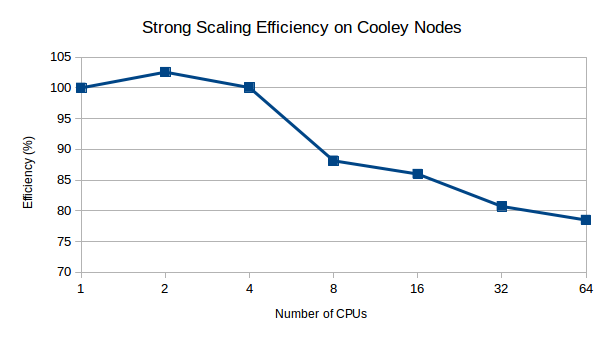 Strong Scaling Efficiency on Cooley Nodes
105
100
95
90
85
80
75
70
Efficiency (%)
1 2 4 8 16 32 64
Number of CPUs